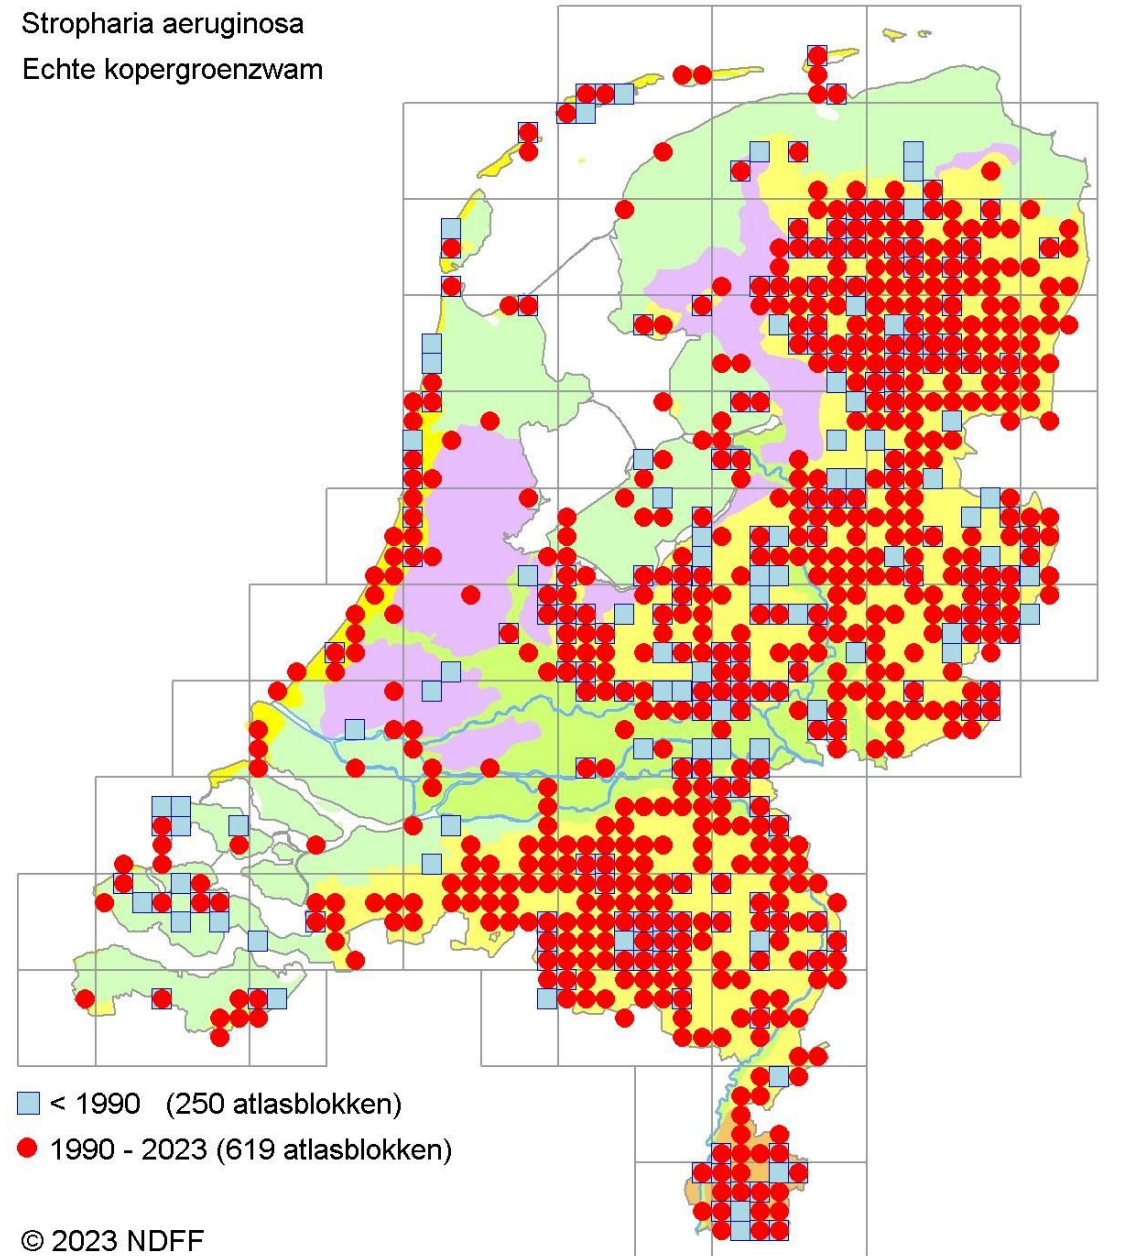 Stropharia aeruginosa
Echte kopergroenzwam
< 1990 (250 atlasblokken)
1990 - 2023 (619 atlasblokken)
© 2023 NDFF